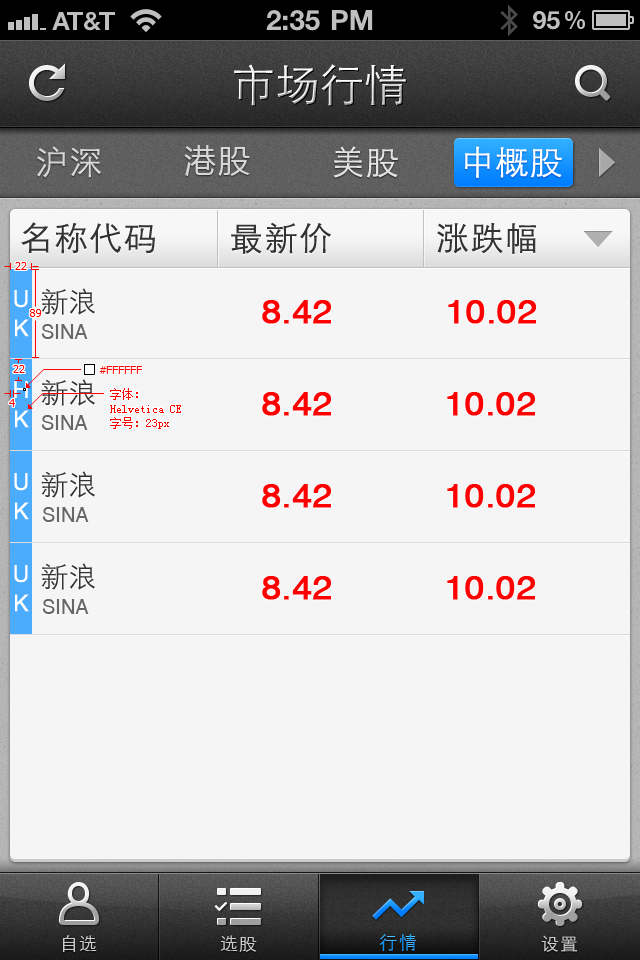 AT&T 2:35 PM 95%
市场行情
沪深 港股 美股 中概股
名称代码 最新价 涨跌幅
22
UK 新浪 8.42 10.02
89
SINA
22 #FFFFFF
K 新浪 8.42 10.02
4
字体:
Helvetica CE
SINA
字号: 23px
UK 新浪 8.42 10.02
SINA
UK 新浪 8.42 10.02
SINA
自选 选股 行情 设置